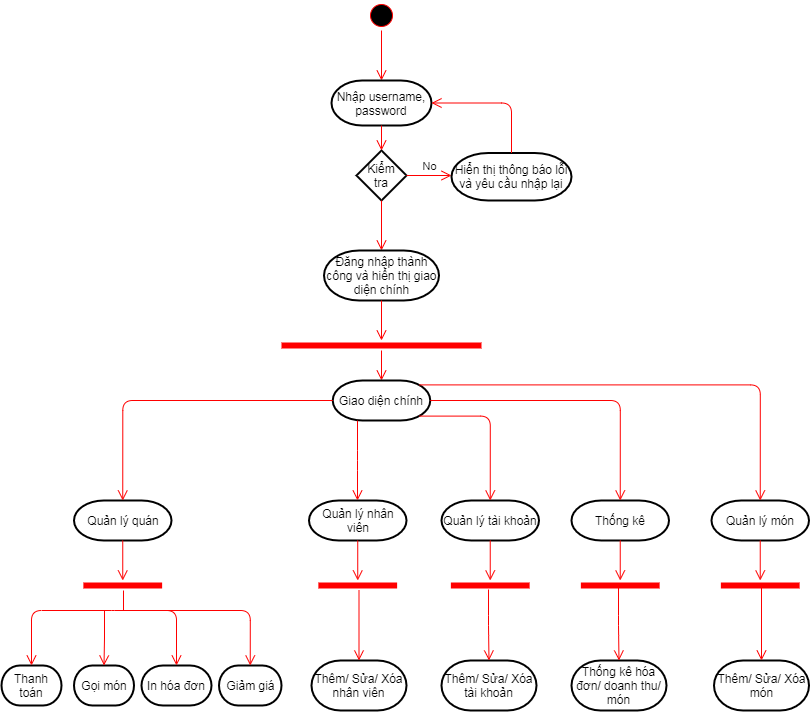 Nhập username,
password
Kiểm
tra
No
Hiển thị thông báo lỗi
và yêu cầu nhập lại
Đăng nhập thành
công và hiển thị giao
diện chính
Giao diện chính
Quản lý quán
Quản lý nhân
viên
Quản lý tài khoản
Thống kê
Quản lý món
Thanh
toán
Gọi món
In hóa đơn
Giảm giá
Thêm/ Sửa/ Xóa
nhân viên
Thêm/ Sửa/ Xóa
tài khoản
Thống kê hóa
đơn/ doanh thu/
món
Thêm/ Sửa/ Xóa
món